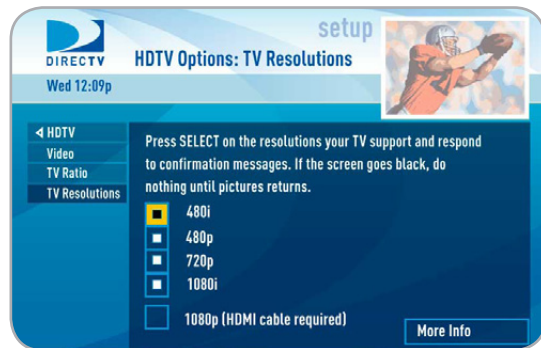 setup
DIRECTV
HDTV Options: TV Resolutions
Wed 12:09p
HDTV
Video
TV Ratio
TV Resolutions
Press SELECT on the resolutions your TV support and respond
to confirmation messages. If the screen goes black, do
nothing until pictures returns.
480i
480p
720p
1080i
1080p (HDMI cable required)
More Info